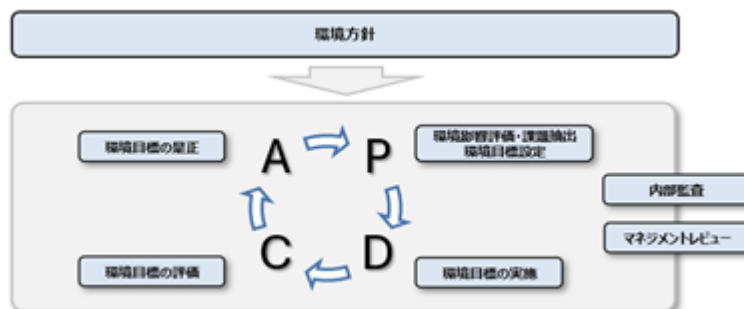 環境方針
環境目標の是正
A
P
環境影響評価・課題抽出
環境目標設定
内部監査
マネジメントレビュー
C
D
環境目標の評価
環境目標の実施